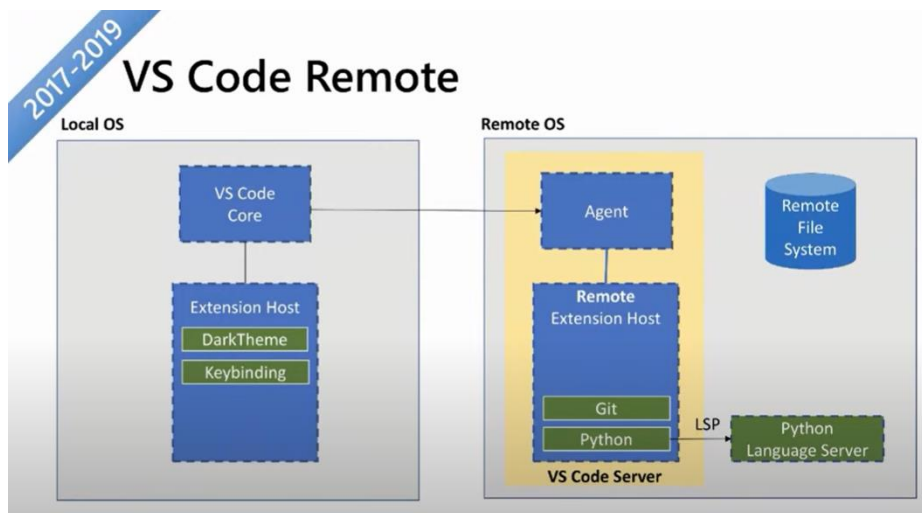 2017-2019
VS Code Remote
Local OS
VS Code
Core
Extension Host
DarkTheme
Keybinding
Remote OS
Agent
Remote
Extension Host
Git
Python
VS Code Server
LSP
Python
Language Server
Remote
File
System